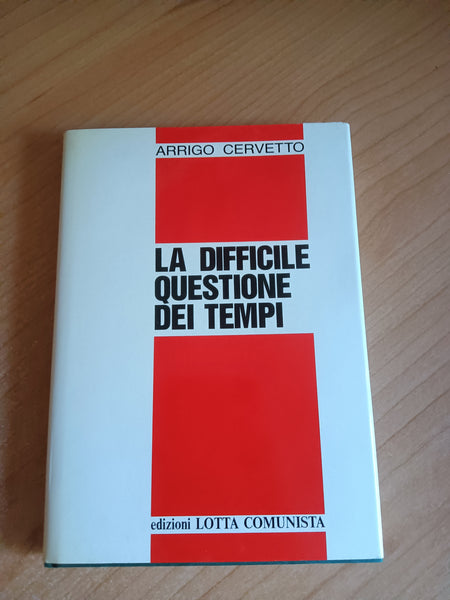 ARRIGO CERVETTO
LA DIFFICILE
QUESTIONE
DEI TEMPI
edizioni LOTTA COMUNISTA